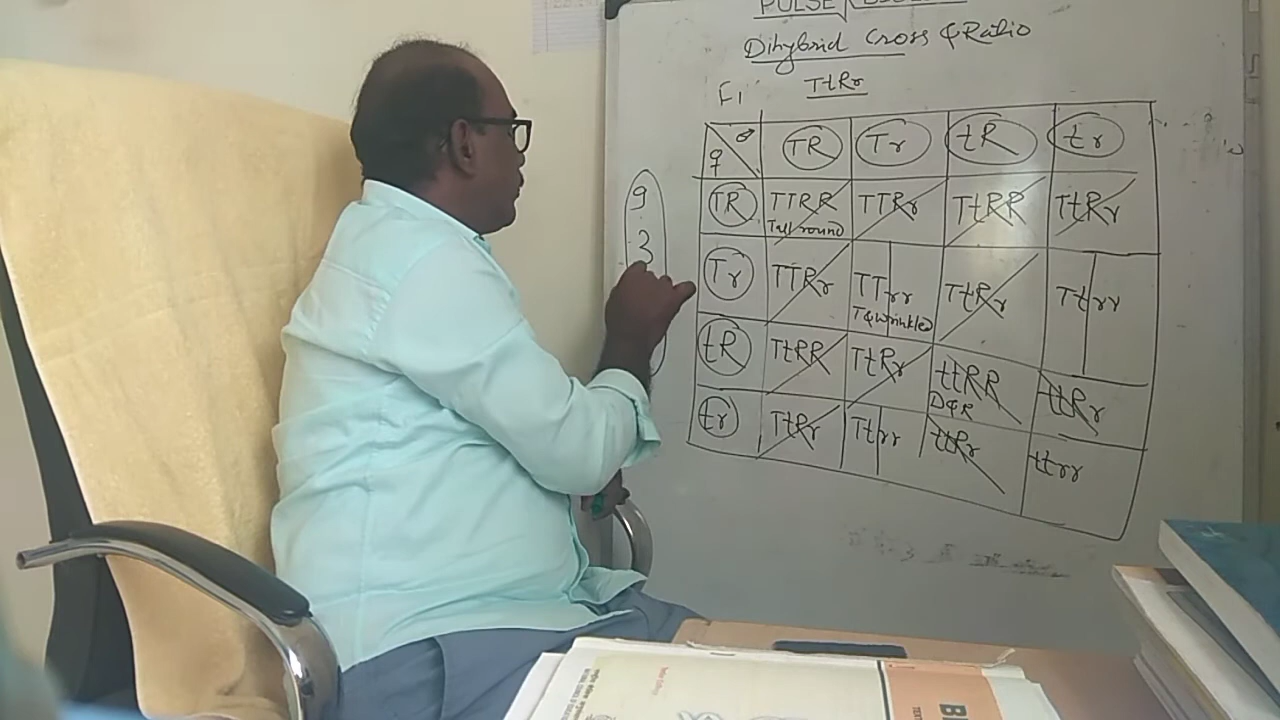 PULSE
Dihybrid Cross & Ratio
F1 TtRr
♀ ♂ TR Tr tR tr
TR TTRR TTRr TtRR TtRr
Tall round
Tr TTRr TTrr TtRr Ttrr
T&wrinkled
tR TtRR TtRr ttRR ttRr
D&R
tr TtRr Ttrr ttRr ttrr
9
3